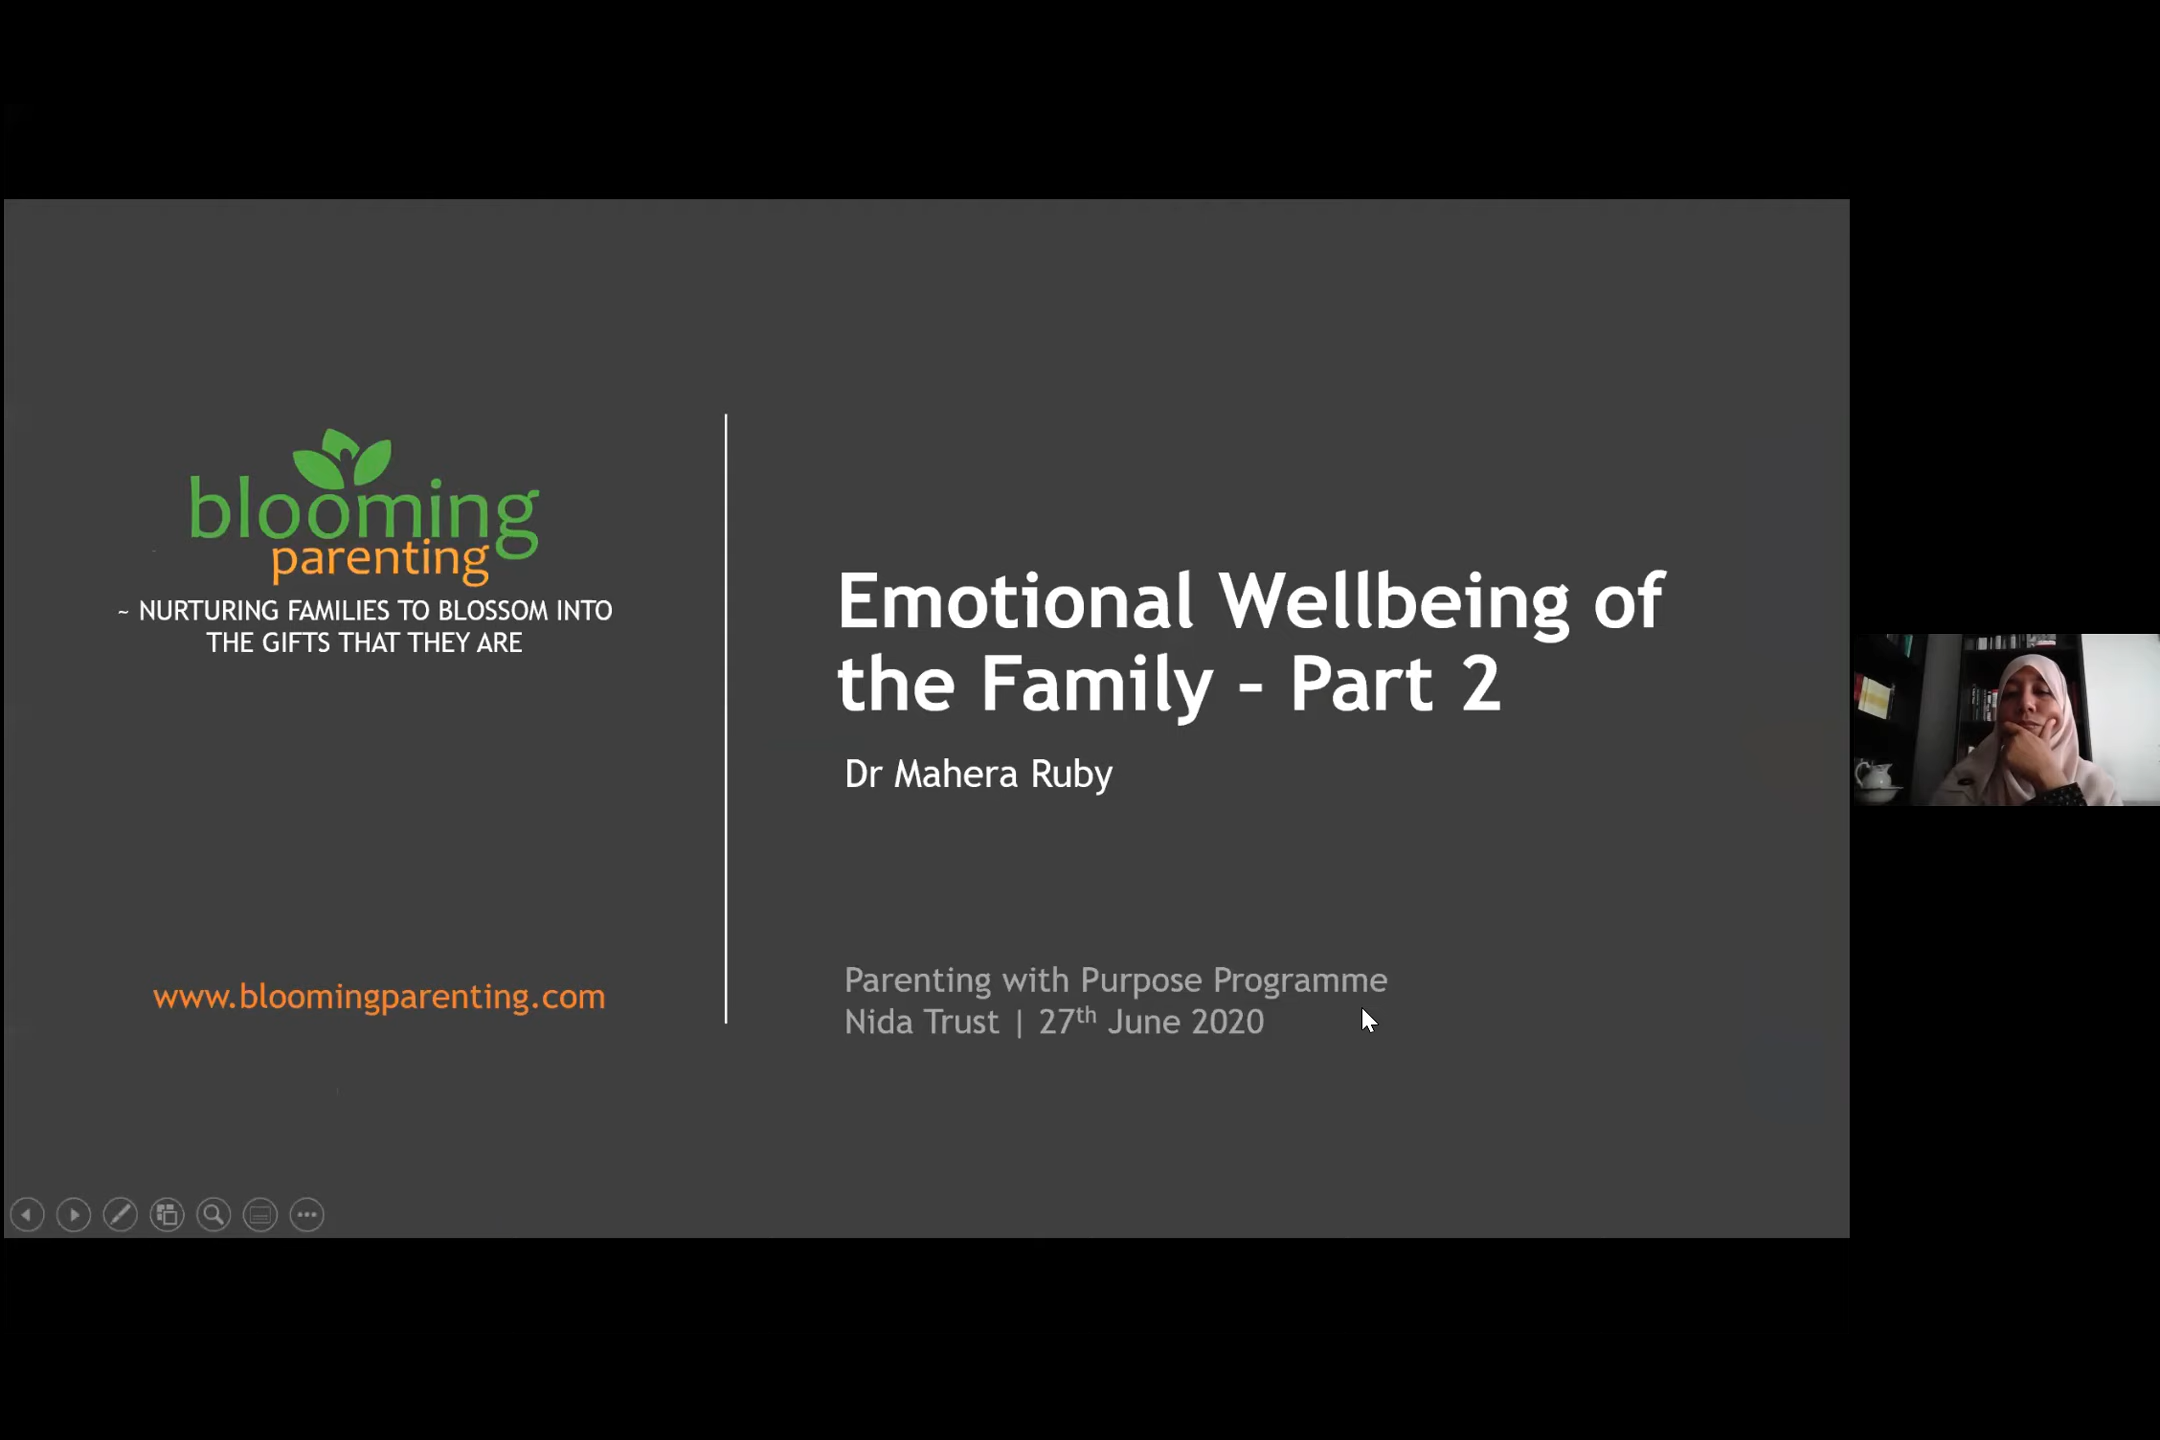 blooming
parenting
~ NURTURING FAMILIES TO BLOSSOM INTO
THE GIFTS THAT THEY ARE
www.bloomingparenting.com
Emotional Wellbeing of
the Family - Part 2
Dr Mahera Ruby
Parenting with Purpose Programme
Nida Trust | 27th June 2020